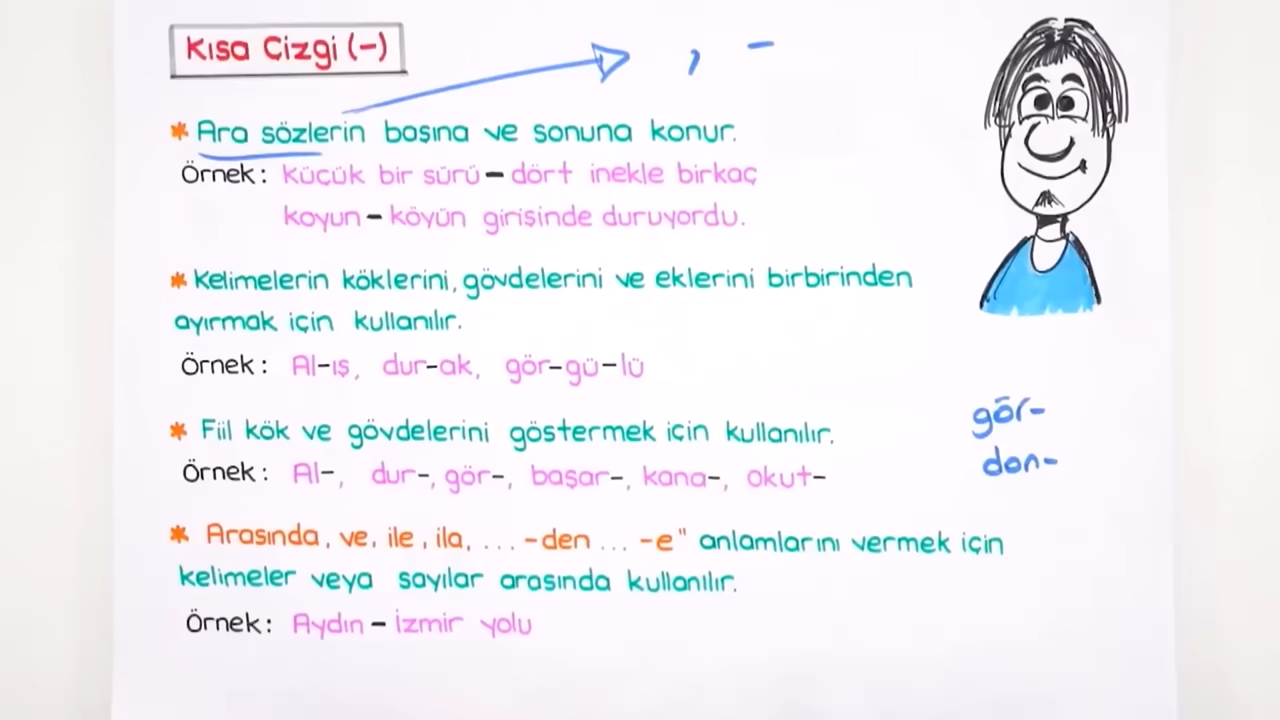 Kısa Çizgi (-)
, -
* Ara sözlerin başına ve sonuna konur.
Örnek: Küçük bir sürü - dört inekle birkaç
koyun - köyün girişinde duruyordu.
* Kelimelerin köklerini, gövdelerini ve eklerini birbirinden
ayırmak için kullanılır.
Örnek: Al-ış, dur-ak, gör-gü-lü
gör-
don-
* Fiil kök ve gövdelerini göstermek için kullanılır.
Örnek: Al-, dur-, gör-, başar-, kana-, okut-
* Arasında, ve, ile, ila, ... -den ... -e" anlamlarını vermek için
kelimeler veya sayılar arasında kullanılır.
Örnek: Aydın - İzmir yolu